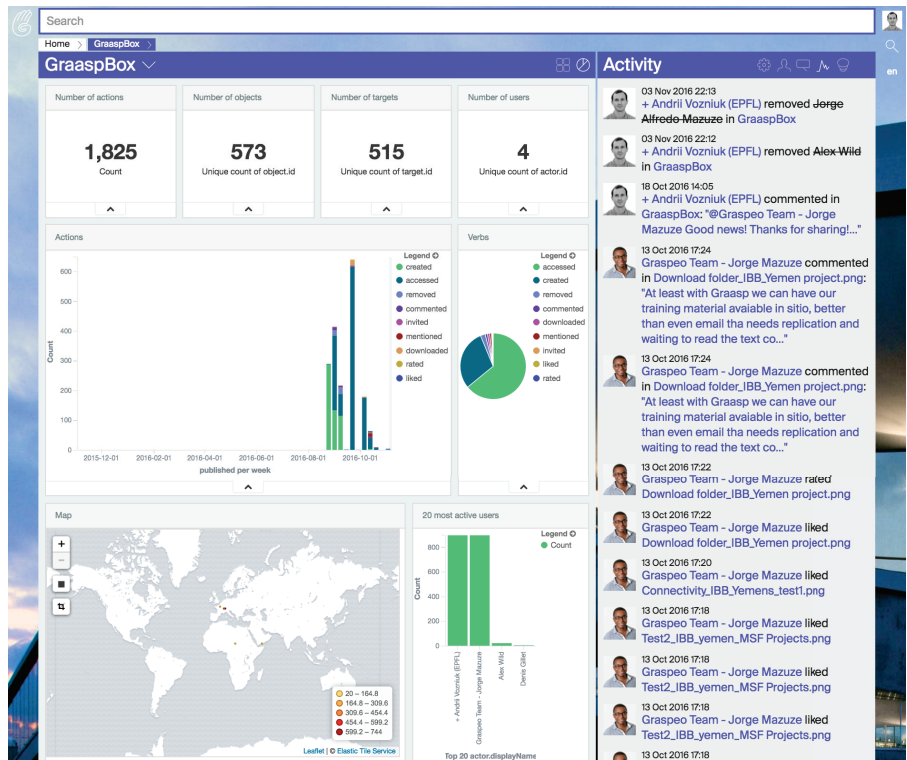 Search
Home
GraaspBox
en
GraaspBox
Number of actions
Number of objects
Number of targets
Number of users
1,825
573
515
4
Count
Unique count of object.id
Unique count of target.id
Unique count of actor.id
Actions
Legend
created
accessed
removed
commented
invited
mentioned
downloaded
rated
liked
Count
600
500
400
300
200
100
0
2015-12-01
2016-02-01
2016-04-01
2016-06-01
2016-08-01
2016-10-01
published per week
Verbs
Legend
accessed
created
removed
commented
downloaded
mentioned
invited
liked
rated
Map
+
−
20 – 164.8
164.8 – 309.6
309.6 – 454.4
454.4 – 599.2
599.2 – 744
Leaflet | © Elastic Tile Service
20 most active users
Legend
Count
Count
800
600
400
200
0
+ Andrii Vozniuk (EPFL)
Graspeo Team - Jorge Mazuze
Alex Wild
Denis Gillet
Top 20 actor.displayName
Activity
03 Nov 2016 22:13
+ Andrii Vozniuk (EPFL) removed Jorge
Alfredo Mazuze in GraaspBox
03 Nov 2016 22:12
+ Andrii Vozniuk (EPFL) removed Alex Wild
in GraaspBox
18 Oct 2016 14:05
+ Andrii Vozniuk (EPFL) commented in
GraaspBox: "@Graspeo Team - Jorge
Mazuze Good news! Thanks for sharing!..."
13 Oct 2016 17:24
Graspeo Team - Jorge Mazuze commented
in Download folder_IBB_Yemen project.png:
"At least with Graasp we can have our
training material avaiable in sitio, better
than even email tha needs replication and
waiting to read the text co..."
13 Oct 2016 17:24
Graspeo Team - Jorge Mazuze commented
in Download folder_IBB_Yemen project.png:
"At least with Graasp we can have our
training material avaiable in sitio, better
than even email tha needs replication and
waiting to read the text co..."
13 Oct 2016 17:22
Graspeo Team - Jorge Mazuze rated
Download folder_IBB_Yemen project.png
13 Oct 2016 17:22
Graspeo Team - Jorge Mazuze liked
Download folder_IBB_Yemen project.png
13 Oct 2016 17:20
Graspeo Team - Jorge Mazuze liked
Connectivity_IBB_Yemens_test1.png
13 Oct 2016 17:18
Graspeo Team - Jorge Mazuze liked
Test2_IBB_yemen_MSF Projects.png
13 Oct 2016 17:18
Graspeo Team - Jorge Mazuze liked
Test2_IBB_yemen_MSF Projects.png
13 Oct 2016 17:18
Graspeo Team - Jorge Mazuze liked
Test2_IBB_yemen_MSF Projects.png
13 Oct 2016 17:18